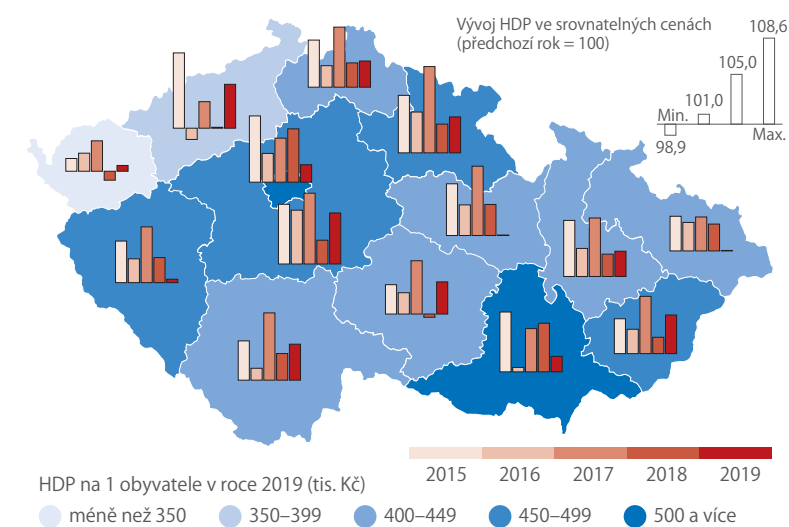 Vývoj HDP ve srovnatelných cenách
(předchozí rok = 100)
108,6
105,0
101,0
Min.
Max.
98,9
2015 2016 2017 2018 2019
HDP na 1 obyvatele v roce 2019 (tis. Kč)
méně než 350 350–399 400–449 450–499 500 a více